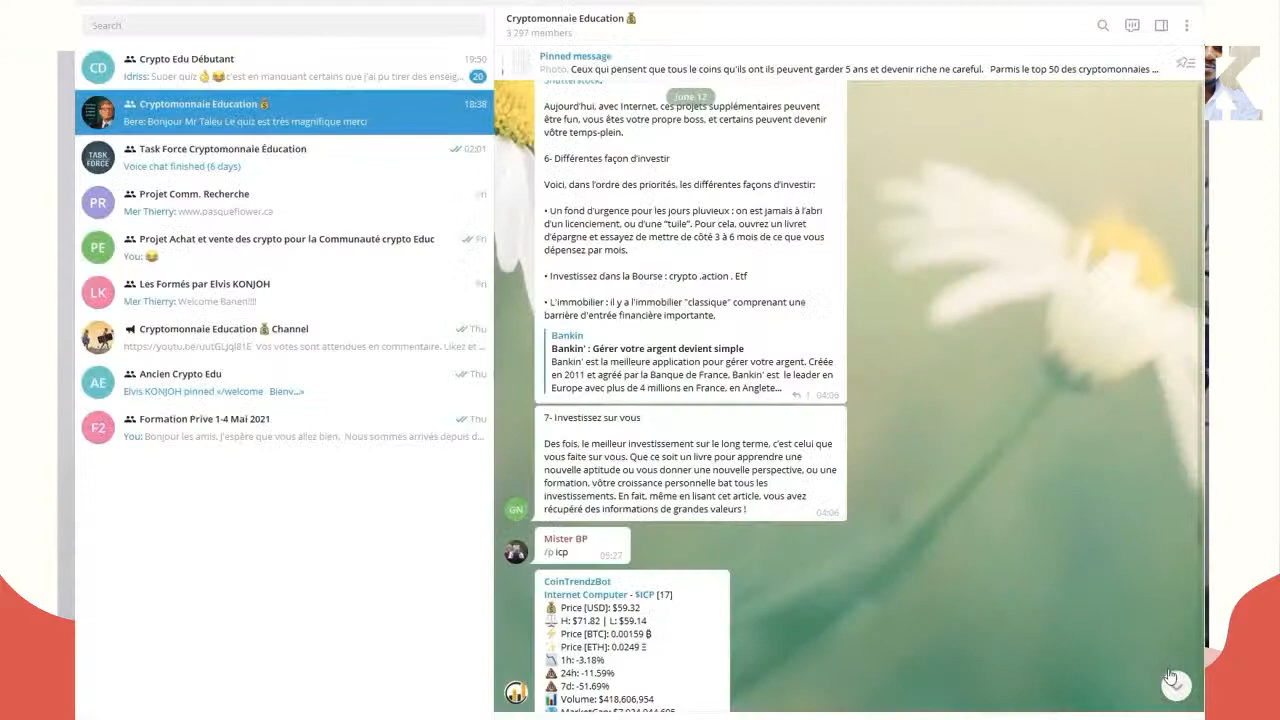 Search
CD
Crypto Edu Débutant
19:50
Idriss: Super quiz 👌😂c'est en manquant certains que j'ai pu tirer des enseig...
20
Cryptomonnaie Education💰
18:38
Bere: Bonjour Mr Taleu Le quiz est très magnifique merci
TASK FORCE
Task Force Cryptomonnaie Éducation
02:01
Voice chat finished (6 days)
PR
Projet Comm. Recherche
Mer Thierry: www.pasqueflower.ca
PE
Projet Achat et vente des crypto pour la Communauté crypto Educ
Fri
You: 😂
LK
Les Formés par Elvis KONJOH
Mer Thierry: Welcome Banen!!!!
Cryptomonnaie Education💰Channel
Thu
Vos votes sont attendues en commentaire. Likez et ...
AE
Ancien Crypto Edu
Thu
Elvis KONJOH pinned «/welcome Bienv...»
F2
Formation Prive 1-4 Mai 2021
Thu
You: Bonjour les amis, j'espère que vous allez bien. Nous sommes arrivés depuis d...
Cryptomonnaie Education💰
3 297 members
Pinned message
Photo, Ceux qui pensent que tous le coins qu'ils ont ils peuvent garder 5 ans et devenir riche ne careful. Parmis le top 50 des cryptomonnaies ...
K
Shutterstock.
June 12
Aujourd'hui, avec Internet, ces projets supplémentaires peuvent
être fun, vous êtes votre propre boss, et certains peuvent devenir
vôtre temps-plein.
6- Différentes façon d'investir
Voici, dans l'ordre des priorités, les différentes façons d'investir:
• Un fond d'urgence pour les jours pluvieux : on est jamais à l'abri
d'un licenciement, ou d'une "tuile". Pour cela, ouvrez un livret
d'épargne et essayez de mettre de côté 3 à 6 mois de ce que vous
dépensez par mois.
• Investissez dans la Bourse : crypto .action . Etf
• L'immobilier : il y a l'immobilier "classique" comprenant une
barrière d'entrée financière importante.
Bankin
Bankin' : Gérer votre argent devient simple
Bankin' est la meilleure application pour gérer votre argent. Créée
en 2011 et agréé par la Banque de France, Bankin' est le leader en
Europe avec plus de 4 millions en France, en Anglete...
04:06
7- Investissez sur vous
Des fois, le meilleur investissement sur le long terme, c'est celui que
vous faite sur vous. Que ce soit un livre pour apprendre une
nouvelle aptitude ou vous donner une nouvelle perspective, ou une
formation, vôtre croissance personnelle bat tous les
investissements. En fait, même en lisant cet article, vous avez
récupéré des informations de grandes valeurs !
04:06
GN
Mister BP
/p icp
05:27
CoinTrendzBot
Internet Computer - $ICP [17]
💰 Price [USD]: $59.32
⚖️ H: $71.82 | L: $59.14
⚡ Price [BTC]: 0.00159 ₿
✨ Price [ETH]: 0.0249 Ξ
📉 1h: -3.18%
💩 24h: -11.59%
💩 7d: -51.69%
📊 Volume: $418,606,954